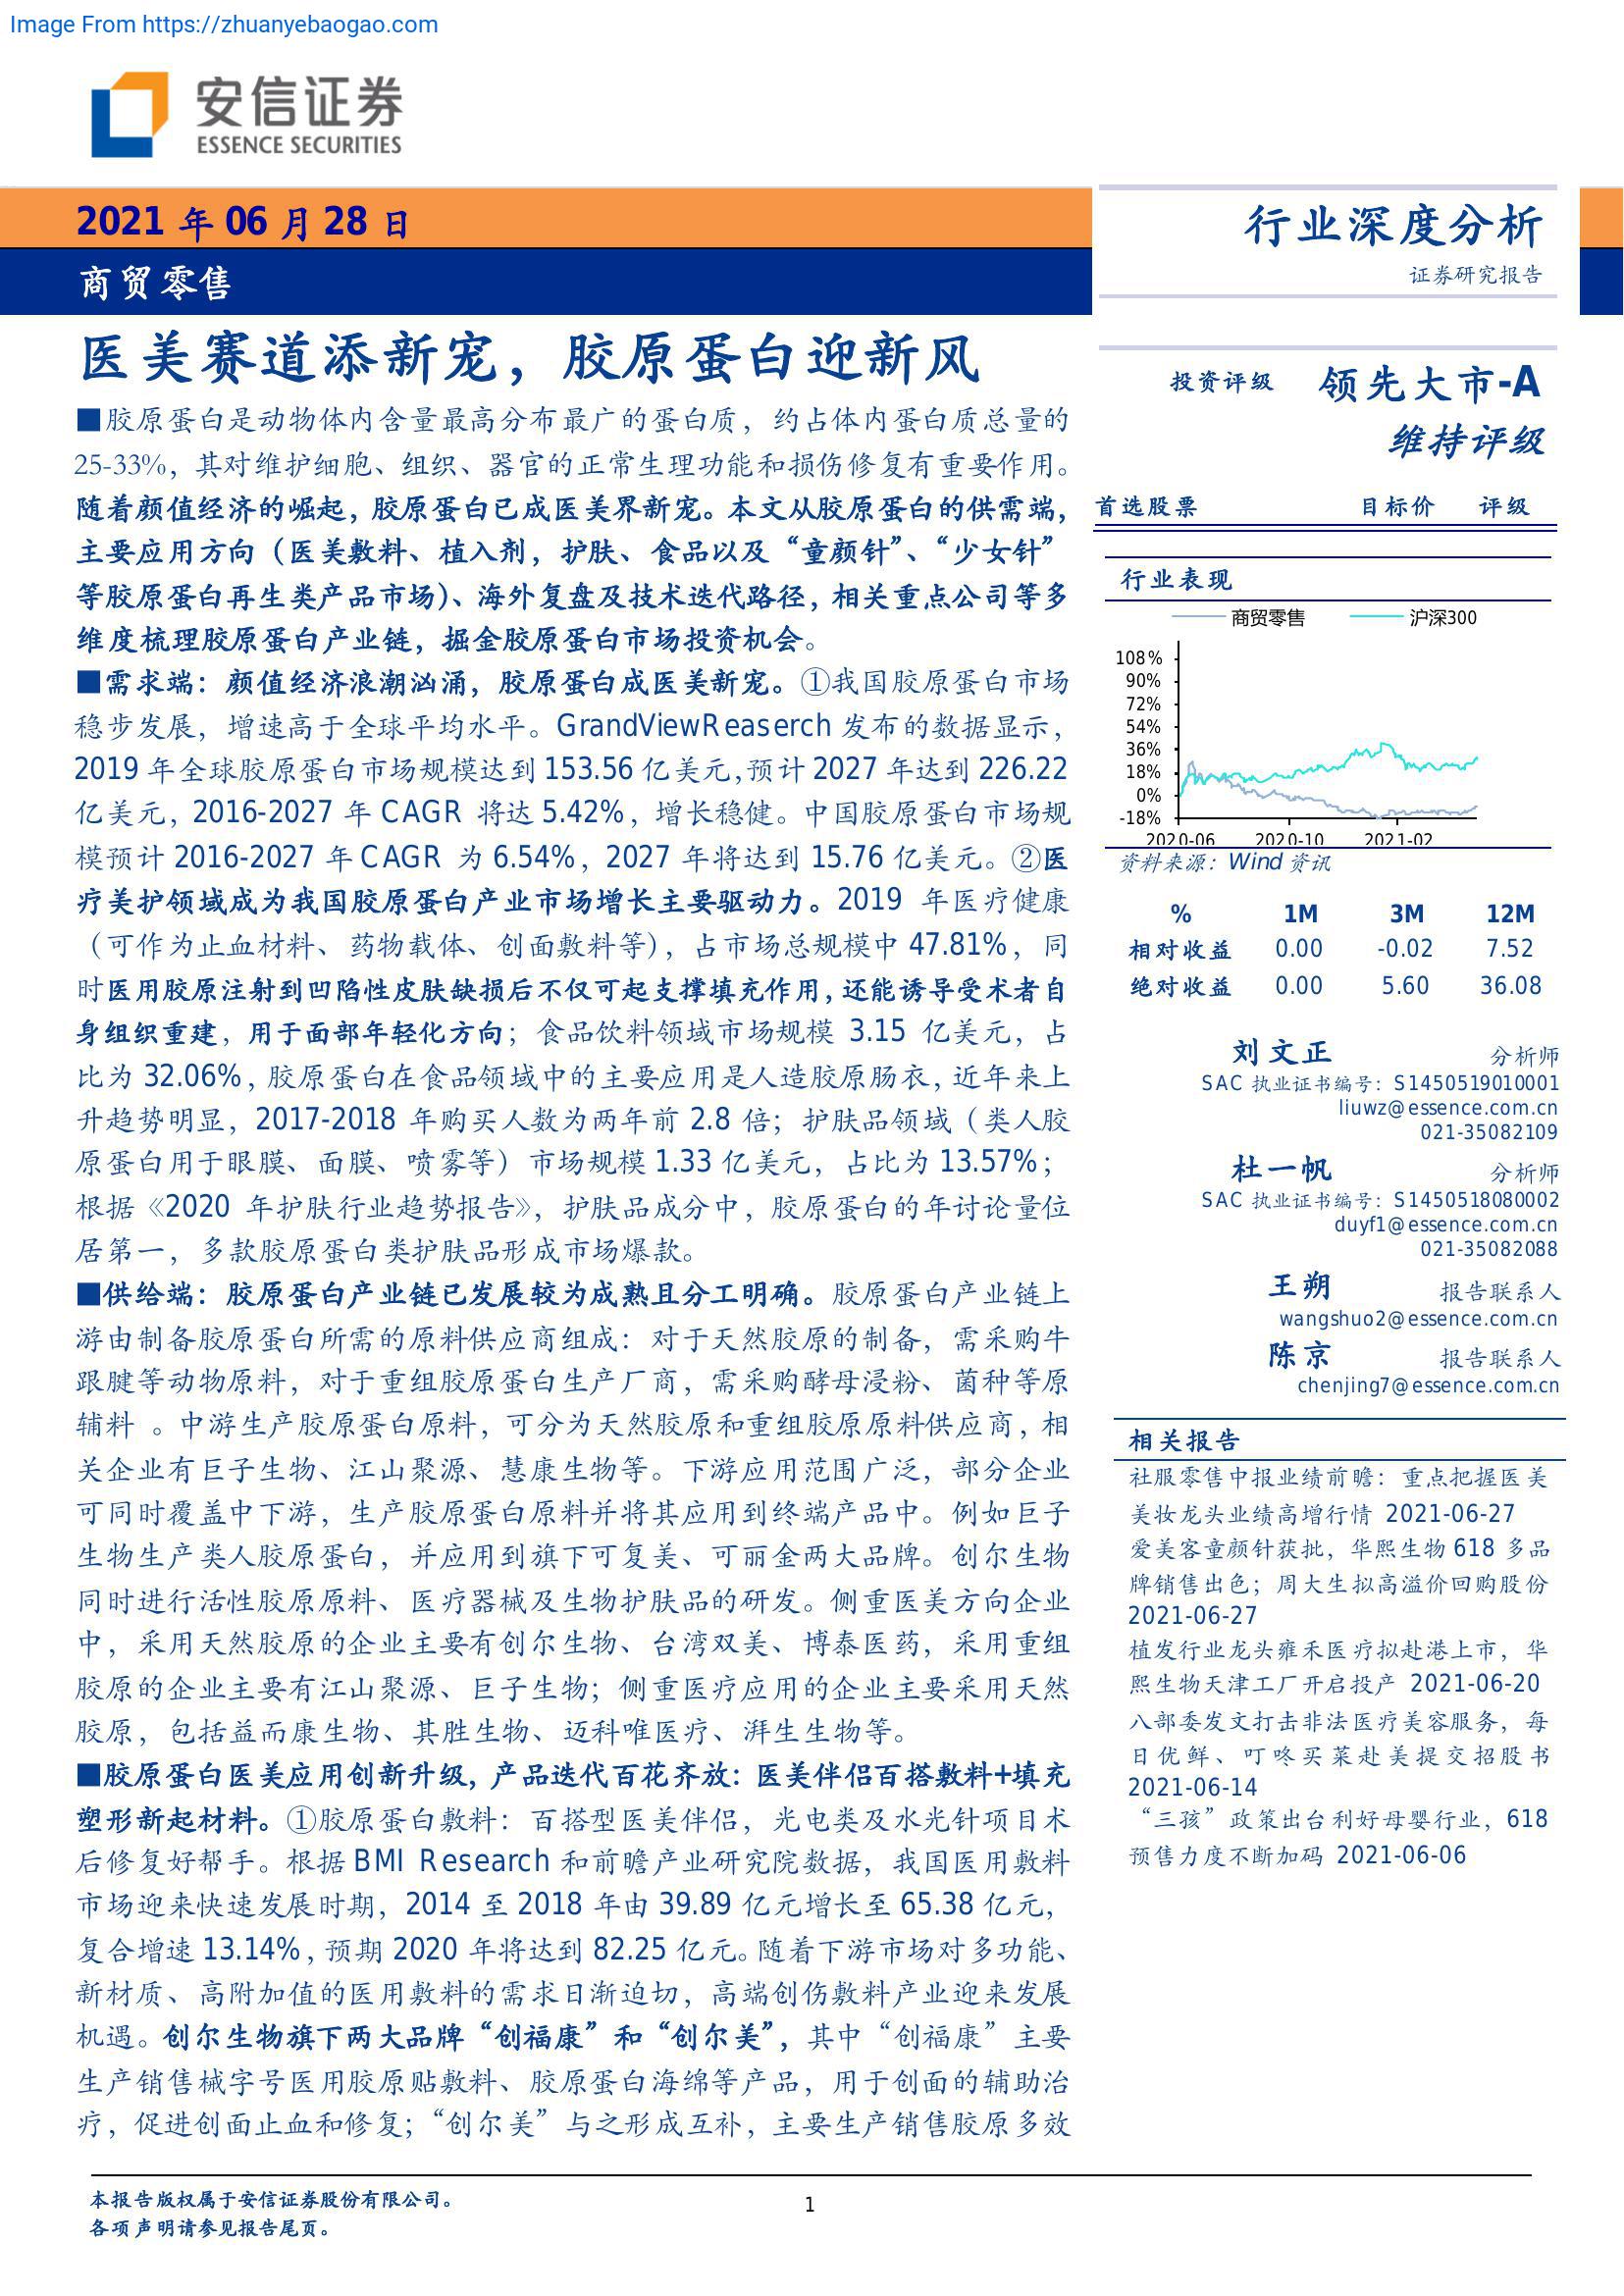 Image From https://zhuanyebaogao.com
安信证券
ESSENCE SECURITIES
2021 年 06 月 28 日
商贸零售
行业深度分析
证券研究报告
医美赛道添新宠，胶原蛋白迎新风
■胶原蛋白是动物体内含量最高分布最广的蛋白质，约占体内蛋白质总量的
25-33%，其对维护细胞、组织、器官的正常生理功能和损伤修复有重要作用。
随着颜值经济的崛起，胶原蛋白已成医美界新宠。本文从胶原蛋白的供需端，
主要应用方向（医美敷料、植入剂，护肤、食品以及“童颜针”、“少女针”
等胶原蛋白再生类产品市场）、海外复盘及技术迭代路径，相关重点公司等多
维度梳理胶原蛋白产业链，掘金胶原蛋白市场投资机会。
■需求端：颜值经济浪潮汹涌，胶原蛋白成医美新宠。①我国胶原蛋白市场
稳步发展，增速高于全球平均水平。GrandViewReaserch 发布的数据显示，
2019 年全球胶原蛋白市场规模达到 153.56 亿美元，预计 2027 年达到 226.22
亿美元，2016-2027 年 CAGR 将达 5.42%，增长稳健。中国胶原蛋白市场规
模预计 2016-2027 年 CAGR 为 6.54%，2027 年将达到 15.76 亿美元。②医
疗美护领域成为我国胶原蛋白产业市场增长主要驱动力。2019 年医疗健康
（可作为止血材料、药物载体、创面敷料等），占市场总规模中 47.81%，同
时医用胶原注射到凹陷性皮肤缺损后不仅可起支撑填充作用，还能诱导受术者自
身组织重建，用于面部年轻化方向；食品饮料领域市场规模 3.15 亿美元，占
比为 32.06%，胶原蛋白在食品领域中的主要应用是人造胶原肠衣，近年来上
升趋势明显，2017-2018 年购买人数为两年前 2.8 倍；护肤品领域（类人胶
原蛋白用于眼膜、面膜、喷雾等）市场规模 1.33 亿美元，占比为 13.57%；
根据《2020 年护肤行业趋势报告》，护肤品成分中，胶原蛋白的年讨论量位
居第一，多款胶原蛋白类护肤品形成市场爆款。
■供给端：胶原蛋白产业链已发展较为成熟且分工明确。胶原蛋白产业链上
游由制备胶原蛋白所需的原料供应商组成：对于天然胶原的制备，需采购牛
跟腱等动物原料，对于重组胶原蛋白生产厂商，需采购酵母浸粉、菌种等原
辅料 。中游生产胶原蛋白原料，可分为天然胶原和重组胶原原料供应商，相
关企业有巨子生物、江山聚源、慧康生物等。下游应用范围广泛，部分企业
可同时覆盖中下游，生产胶原蛋白原料并将其应用到终端产品中。例如巨子
生物生产类人胶原蛋白，并应用到旗下可复美、可丽金两大品牌。创尔生物
同时进行活性胶原原料、医疗器械及生物护肤品的研发。侧重医美方向企业
中，采用天然胶原的企业主要有创尔生物、台湾双美、博泰医药，采用重组
胶原的企业主要有江山聚源、巨子生物；侧重医疗应用的企业主要采用天然
胶原，包括益而康生物、其胜生物、迈科唯医疗、湃生生物等。
■胶原蛋白医美应用创新升级，产品迭代百花齐放：医美伴侣百搭敷料+填充
塑形新起材料。①胶原蛋白敷料：百搭型医美伴侣，光电类及水光针项目术
后修复好帮手。根据 BMI Research 和前瞻产业研究院数据，我国医用敷料
市场迎来快速发展时期，2014 至 2018 年由 39.89 亿元增长至 65.38 亿元，
复合增速 13.14%，预期 2020 年将达到 82.25 亿元。随着下游市场对多功能、
新材质、高附加值的医用敷料的需求日渐迫切，高端创伤敷料产业迎来发展
机遇。创尔生物旗下两大品牌“创福康”和“创尔美”，其中“创福康”主要
生产销售械字号医用胶原贴敷料、胶原蛋白海绵等产品，用于创面的辅助治
疗，促进创面止血和修复；“创尔美”与之形成互补，主要生产销售胶原多效
投资评级 领先大市-A
维持评级
首选股票 目标价 评级
行业表现
商贸零售 沪深300
108%
90%
72%
54%
36%
18%
0%
-18%
2020-06 2020-10 2021-02
资料来源：Wind 资讯
% 1M 3M 12M
相对收益 0.00 -0.02 7.52
绝对收益 0.00 5.60 36.08
刘文正 分析师
SAC 执业证书编号：S1450519010001
liuwz@essence.com.cn
021-35082109
杜一帆 分析师
SAC 执业证书编号：S1450518080002
duyf1@essence.com.cn
021-35082088
王朔 报告联系人
wangshuo2@essence.com.cn
陈京 报告联系人
chenjing7@essence.com.cn
相关报告
社服零售中报业绩前瞻：重点把握医美
美妆龙头业绩高增行情 2021-06-27
爱美客童颜针获批，华熙生物 618 多品
牌销售出色；周大生拟高溢价回购股份
2021-06-27
植发行业龙头雍禾医疗拟赴港上市，华
熙生物天津工厂开启投产 2021-06-20
八部委发文打击非法医疗美容服务，每
日优鲜、叮咚买菜赴美提交招股书
2021-06-14
“三孩”政策出台利好母婴行业，618
预售力度不断加码 2021-06-06
本报告版权属于安信证券股份有限公司。
各项声明请参见报告尾页。
1